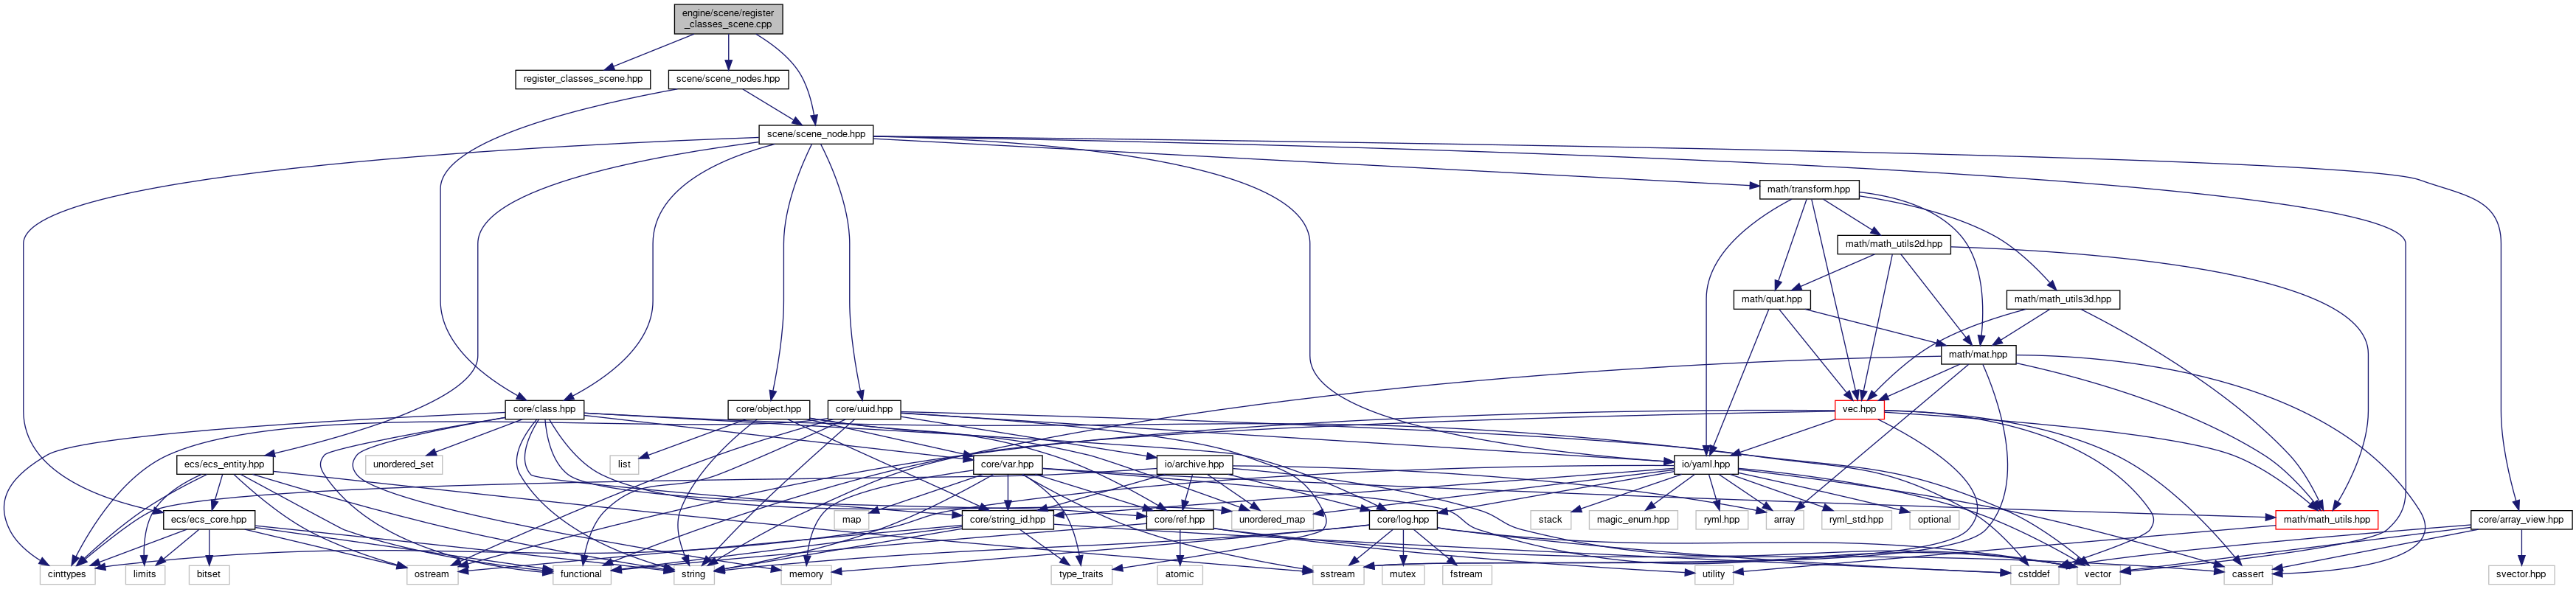 engine/scene/register
_classes_scene.cpp
register_classes_scene.hpp
scene/scene_nodes.hpp
scene/scene_node.hpp
math/transform.hpp
math/math_utils2d.hpp
math/quat.hpp
math/math_utils3d.hpp
math/mat.hpp
core/class.hpp
core/object.hpp
core/uuid.hpp
vec.hpp
ecs/ecs_entity.hpp
unordered_set
list
core/var.hpp
io/archive.hpp
io/yaml.hpp
ecs/ecs_core.hpp
map
core/string_id.hpp
core/ref.hpp
unordered_map
core/log.hpp
stack
magic_enum.hpp
ryml.hpp
array
ryml_std.hpp
optional
math/math_utils.hpp
core/array_view.hpp
cinttypes
limits
bitset
ostream
functional
string
memory
type_traits
atomic
sstream
mutex
fstream
utility
cstddef
vector
cassert
svector.hpp